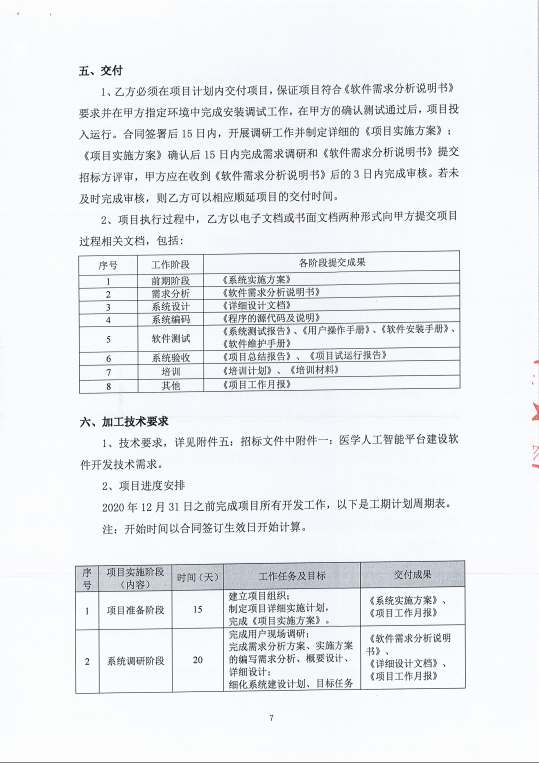 五、交付
1、乙方必须在项目计划内交付项目，保证项目符合《软件需求分析说明书》
要求并在甲方指定环境中完成安装调试工作，在甲方的确认测试通过后，项目投
入运行。合同签署后 15 日内，开展调研工作并制定详细的《项目实施方案》；
《项目实施方案》确认后 15 日内完成需求调研和《软件需求分析说明书》提交
招标方评审，甲方应在收到《软件需求分析说明书》后的 3 日内完成审核。若未
及时完成审核，则乙方可以相应顺延项目的交付时间。
2、项目执行过程中，乙方以电子文档或书面文档两种形式向甲方提交项目
过程相关文档，包括：
序号 工作阶段 各阶段提交成果
1 前期阶段 《系统实施方案》
2 需求分析 《软件需求分析说明书》
3 系统设计 《详细设计文档》
4 系统编码 《程序的源代码及说明》
5 软件测试 《系统测试报告》、《用户操作手册》、《软件安装手册》、
《软件维护手册》
6 系统验收 《项目总结报告》、《项目试运行报告》
7 培训 《培训计划》、《培训材料》
8 其他 《项目工作月报》
六、加工技术要求
1、技术要求，详见附件五：招标文件中附件一：医学人工智能平台建设软
件开发技术需求。
2、项目进度安排
2020 年 12 月 31 日之前完成项目所有开发工作，以下是工期计划周期表。
注：开始时间以合同签订生效日开始计算。
序号 项目实施阶段（内容） 时间（天） 工作任务及目标 交付成果
1 项目准备阶段 15 建立项目组织；
制定项目详细实施计划，
完成《项目实施方案》。
《系统实施方案》、
《项目工作月报》
2 系统调研阶段 20 完成用户现场调研；
完成需求分析方案、实施方案
的编写需求分析、概要设计、
详细设计；
细化系统建设计划、目标任务
《软件需求分析说明
书》、
《详细设计文档》、
《项目工作月报》
7